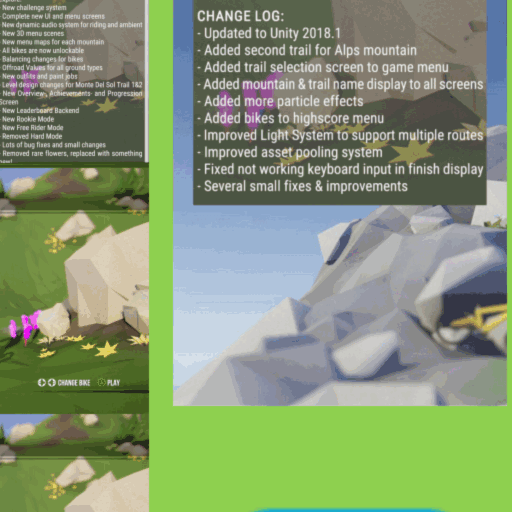 - New challenge system
- Complete new UI and menu screens
- New dynamic audio system for riding and ambient
- New 3D menu scenes
- New menu maps for each mountain
- All bikes are now unlockable
- Balancing changes for bikes
- Offroad Values for all ground types
- New outfits and paint jobs
- Level design changes for Monte Del Sol Trail 1&2
- New Overview, Achievements and Progression Screen
- New Leaderboard Backend
- New Rookie Mode
- New Free Rider Mode
- Removed Hard Mode
- Lots of bug fixes and small changes
- Removed rare flowers, replaced with something
new!
CHANGE BIKE PLAY
CHANGE LOG:
- Updated to Unity 2018.1
- Added second trail for Alps mountain
- Added trail selection screen to game menu
- Added mountain & trail name display to all screens
- Added more particle effects
- Added bikes to highscore menu
- Improved Light System to support multiple routes
- Improved asset pooling system
- Fixed not working keyboard input in finish display
- Several small fixes & improvements